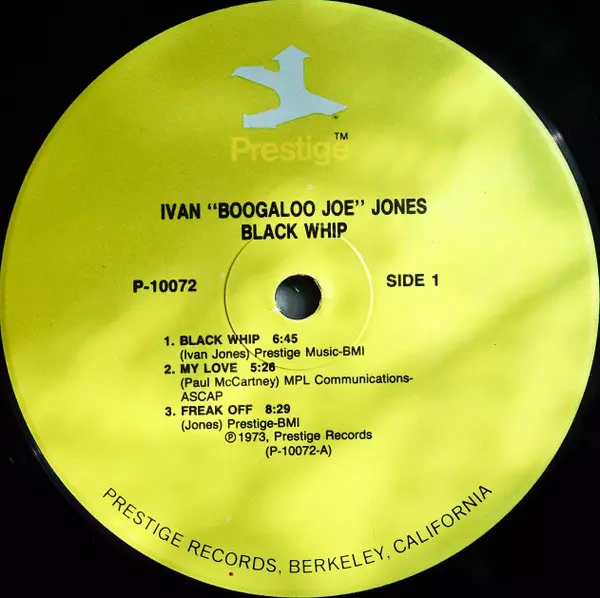 Prestige™
IVAN "BOOGALOO JOE" JONES
BLACK WHIP
P-10072
SIDE 1
1. BLACK WHIP 6:45
(Ivan Jones) Prestige Music-BMI
2. MY LOVE 5:26
(Paul McCartney) MPL Communications-
ASCAP
3. FREAK OFF 8:29
(Jones) Prestige-BMI
℗1973, Prestige Records
(P-10072-A)
PRESTIGE RECORDS, BERKELEY, CALIFORNIA